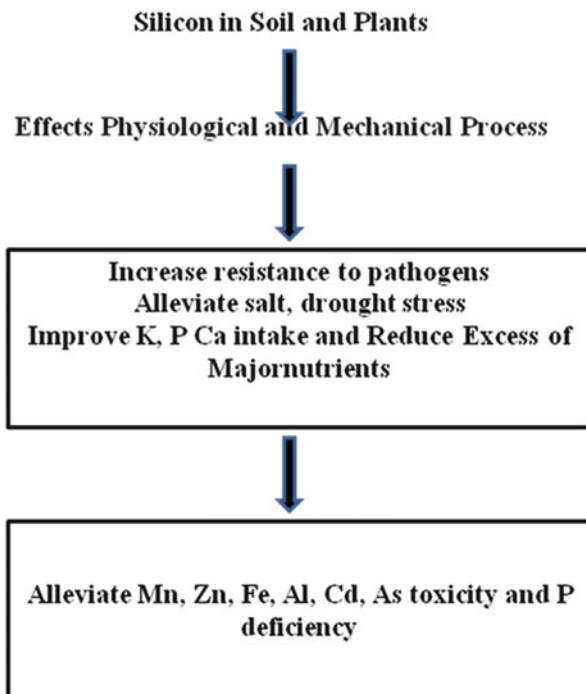 Silicon in Soil and Plants
Effects Physiological and Mechanical Process
Increase resistance to pathogens
Alleviate salt, drought stress
Improve K, P Ca intake and Reduce Excess of
Majornutrients
Alleviate Mn, Zn, Fe, Al, Cd, As toxicity and P
deficiency